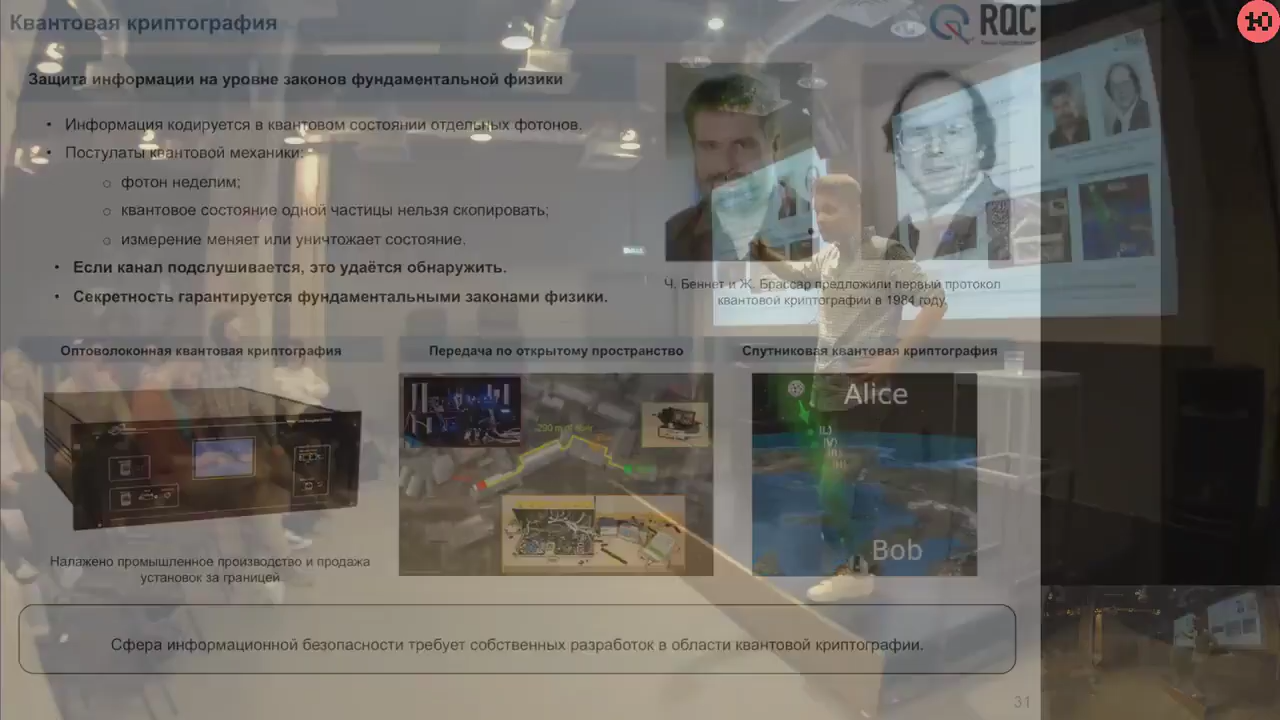 Квантовая криптография
RQC
Ю
Защита информации на уровне законов фундаментальной физики
• Информация кодируется в квантовом состоянии отдельных фотонов.
• Постулаты квантовой механики:
○ фотон неделим;
○ квантовое состояние одной частицы нельзя скопировать;
○ измерение меняет или уничтожает состояние.
• Если канал подслушивается, это удаётся обнаружить.
• Секретность гарантируется фундаментальными законами физики.
Ч. Беннет и Ж. Брассар предложили первый протокол
квантовой криптографии в 1984 году.
Оптоволоконная квантовая криптография
Передача по открытому пространство
Спутниковая квантовая криптография
Alice
Bob
Налажено промышленное производство и продажа
установок за границей
Сфера информационной безопасности требует собственных разработок в области квантовой криптографии.
31